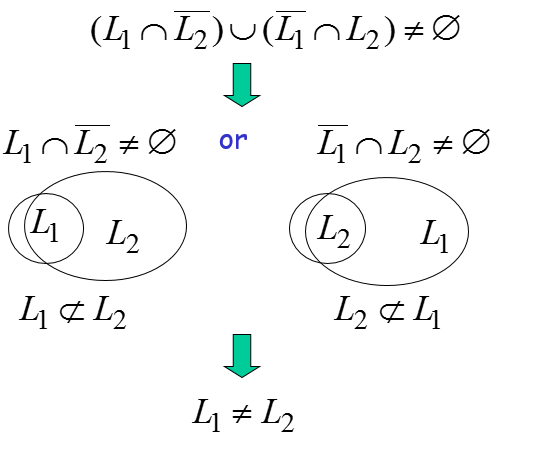 (L₁ ∩ L̅₂̅) ∪ (L̅₁̅ ∩ L₂) ≠ ∅
L₁ ∩ L̅₂̅ ≠ ∅ or L̅₁̅ ∩ L₂ ≠ ∅
L₁ L₂ L₂ L₁
L₁ ⊄ L₂ L₂ ⊄ L₁
L₁ ≠ L₂